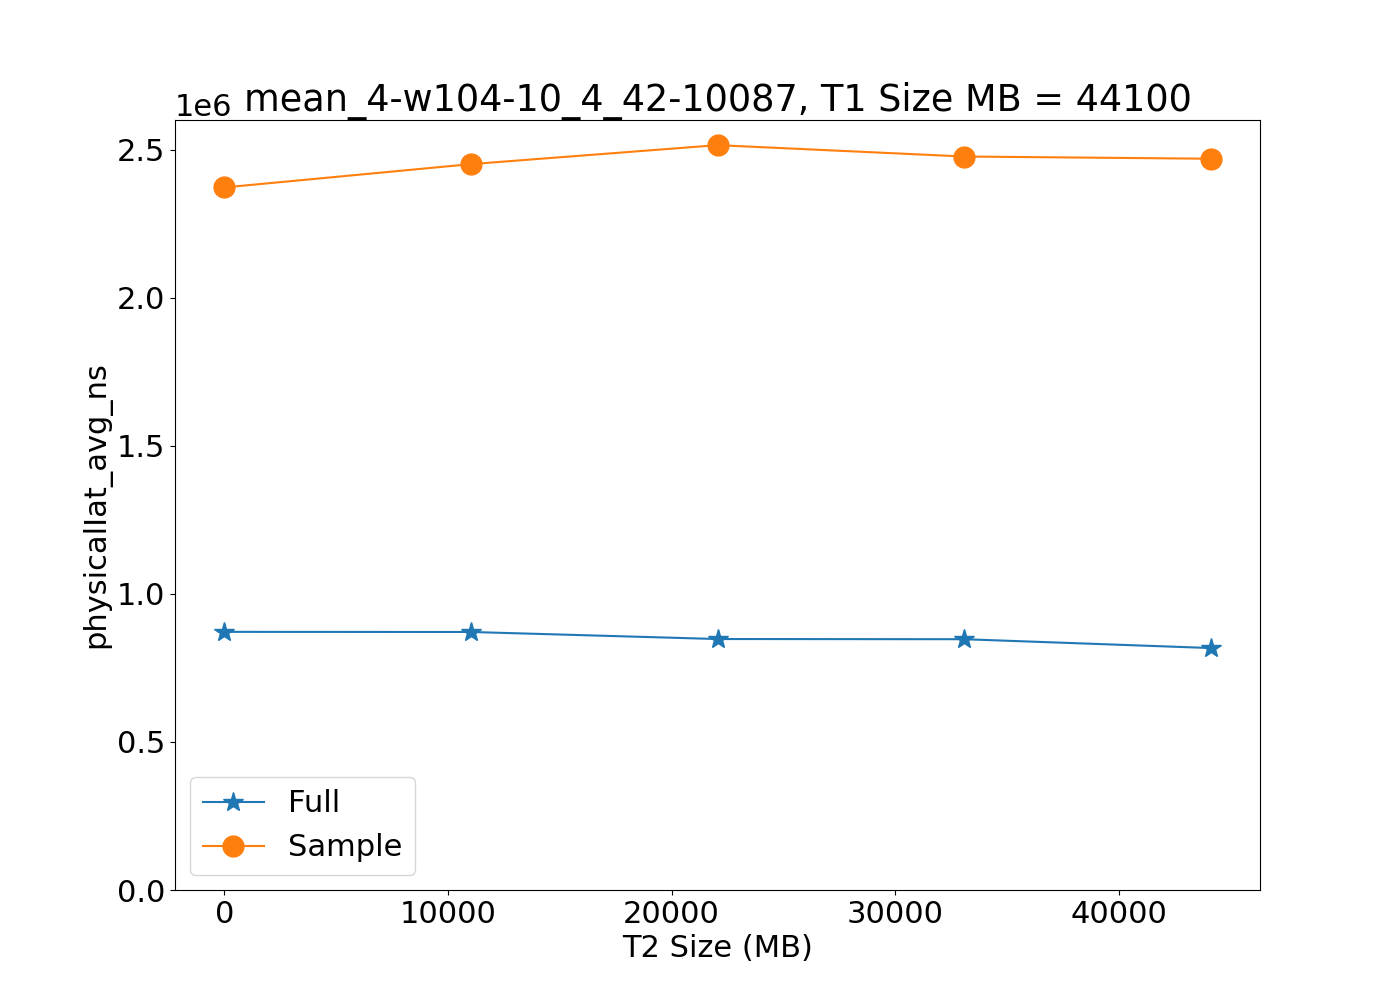 1e6
mean_4-w104-10_4_42-10087, T1 Size MB = 44100
physicallat_avg_ns
2.5
2.0
1.5
1.0
0.5
0.0
Full
Sample
0 10000 20000 30000 40000
T2 Size (MB)